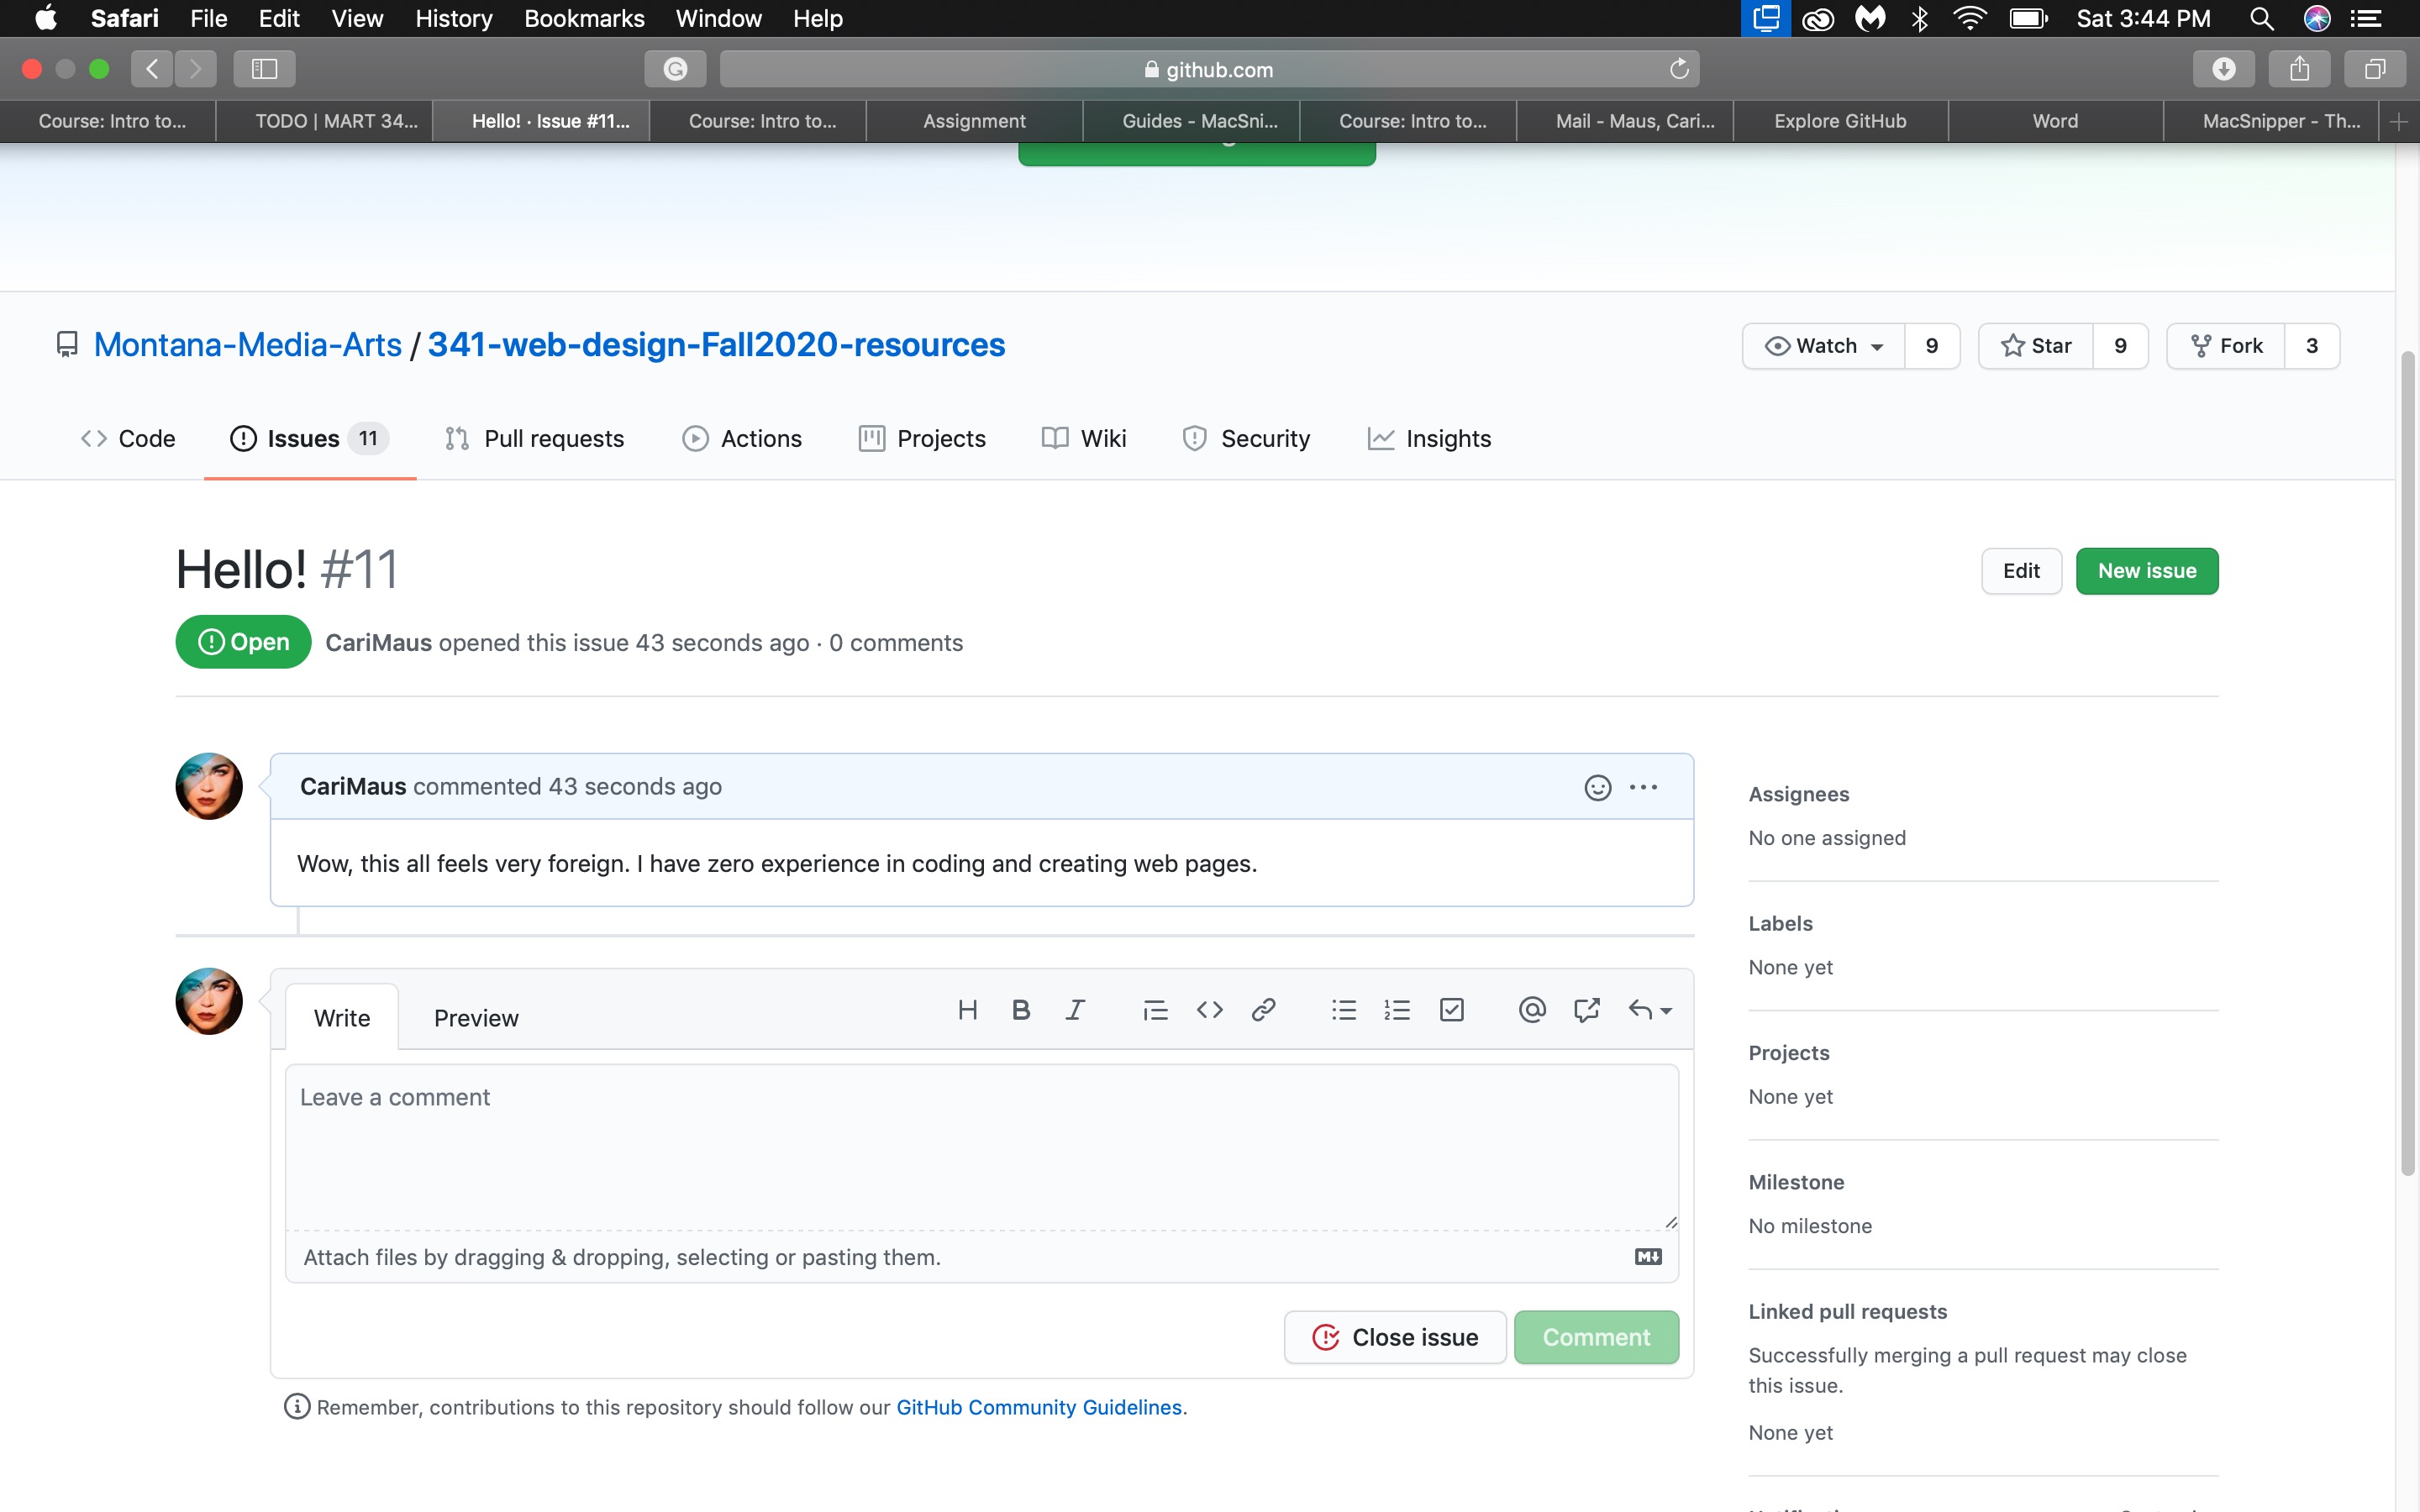 Safari File Edit View History Bookmarks Window Help Sat 3:44 PM
github.com
Course: Intro to... TODO | MART 34... Hello! · Issue #11... Course: Intro to... Assignment Guides - MacSni... Course: Intro to... Mail - Maus, Cari... Explore GitHub Word MacSnipper - Th...
Montana-Media-Arts / 341-web-design-Fall2020-resources Watch 9 Star 9 Fork 3
Code Issues 11 Pull requests Actions Projects Wiki Security Insights
Hello! #11 Edit New issue
Open CariMaus opened this issue 43 seconds ago · 0 comments
CariMaus commented 43 seconds ago
Wow, this all feels very foreign. I have zero experience in coding and creating web pages.
Write Preview
Leave a comment
Attach files by dragging & dropping, selecting or pasting them.
Close issue Comment
Remember, contributions to this repository should follow our GitHub Community Guidelines.
Assignees
No one assigned
Labels
None yet
Projects
None yet
Milestone
No milestone
Linked pull requests
Successfully merging a pull request may close
this issue.
None yet